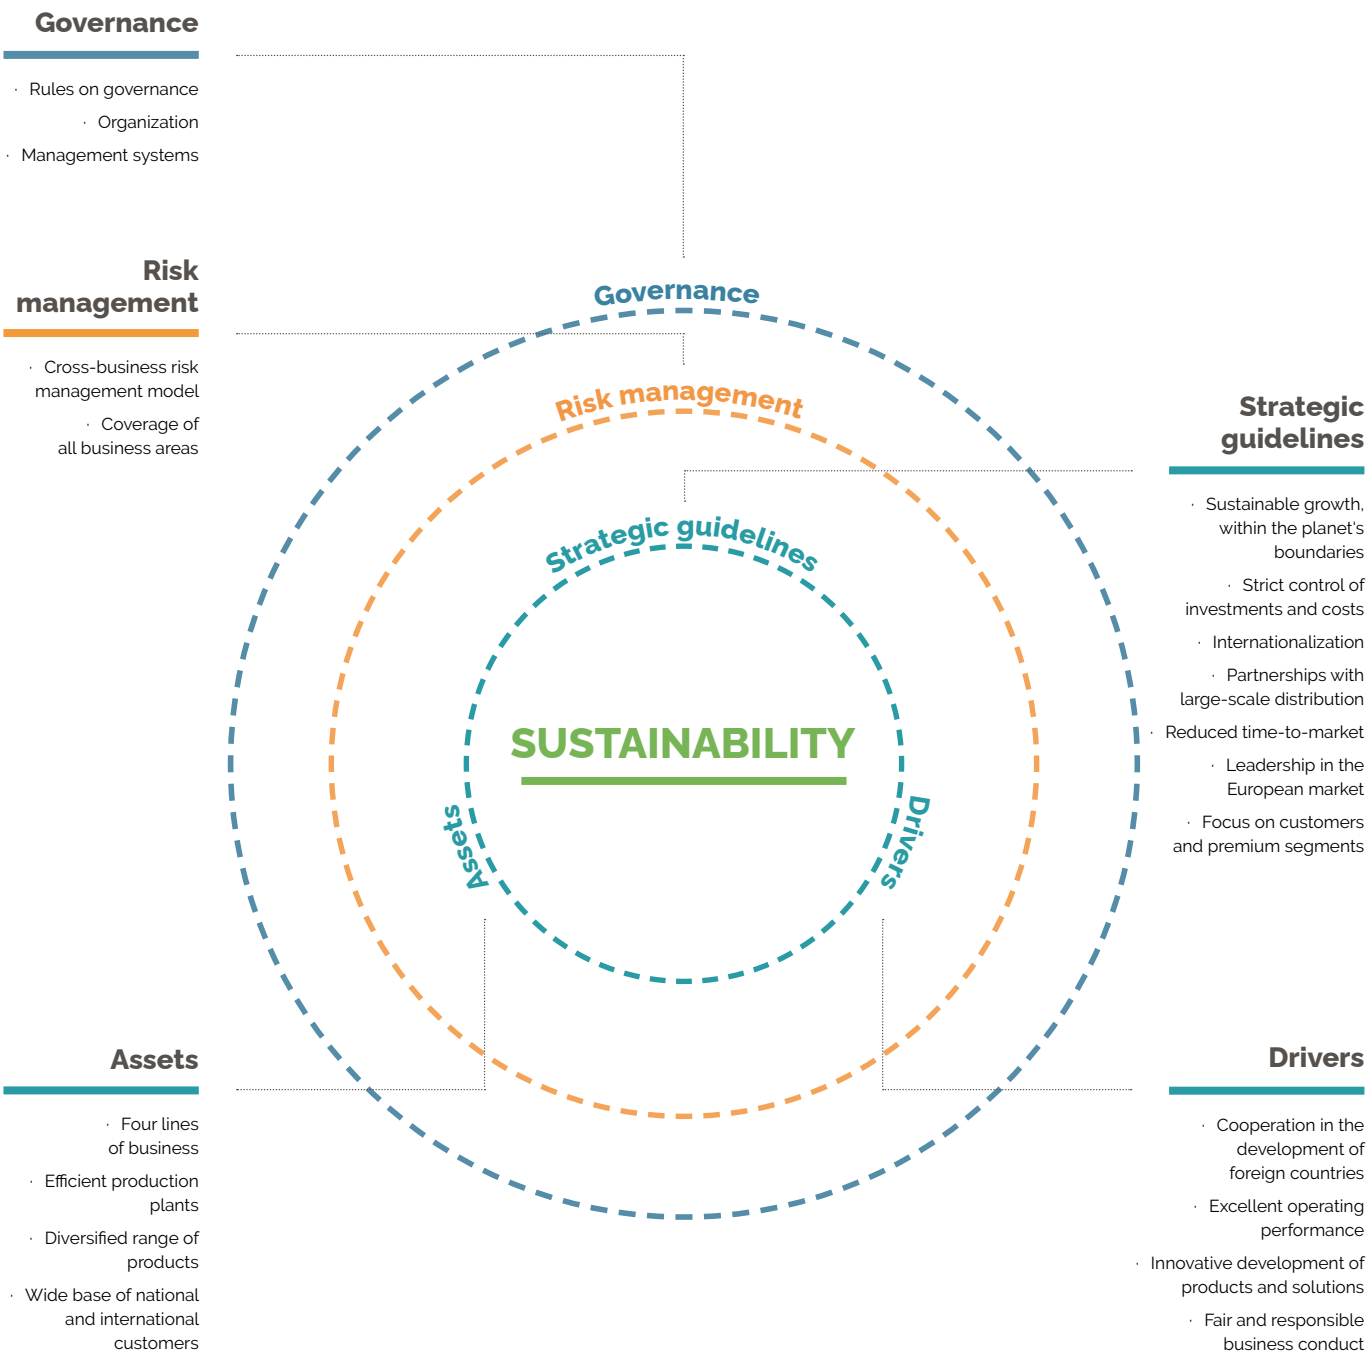 Governance
· Rules on governance
· Organization
· Management systems
Risk
management
· Cross-business risk
management model
· Coverage of
all business areas
Governance
Risk management
Strategic guidelines
SUSTAINABILITY
Assets
Drivers
Strategic
guidelines
· Sustainable growth,
within the planet's
boundaries
· Strict control of
investments and costs
· Internationalization
· Partnerships with
large-scale distribution
· Reduced time-to-market
· Leadership in the
European market
· Focus on customers
and premium segments
Assets
· Four lines
of business
· Efficient production
plants
· Diversified range of
products
· Wide base of national
and international
customers
Drivers
· Cooperation in the
development of
foreign countries
· Excellent operating
performance
· Innovative development of
products and solutions
· Fair and responsible
business conduct